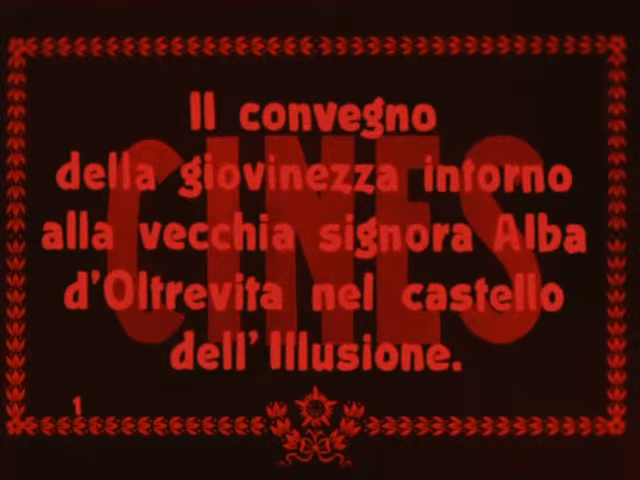 Il convegno
della giovinezza intorno
alla vecchia signora Alba
d'Oltrevita nel castello
dell'Illusione.
CINES
1